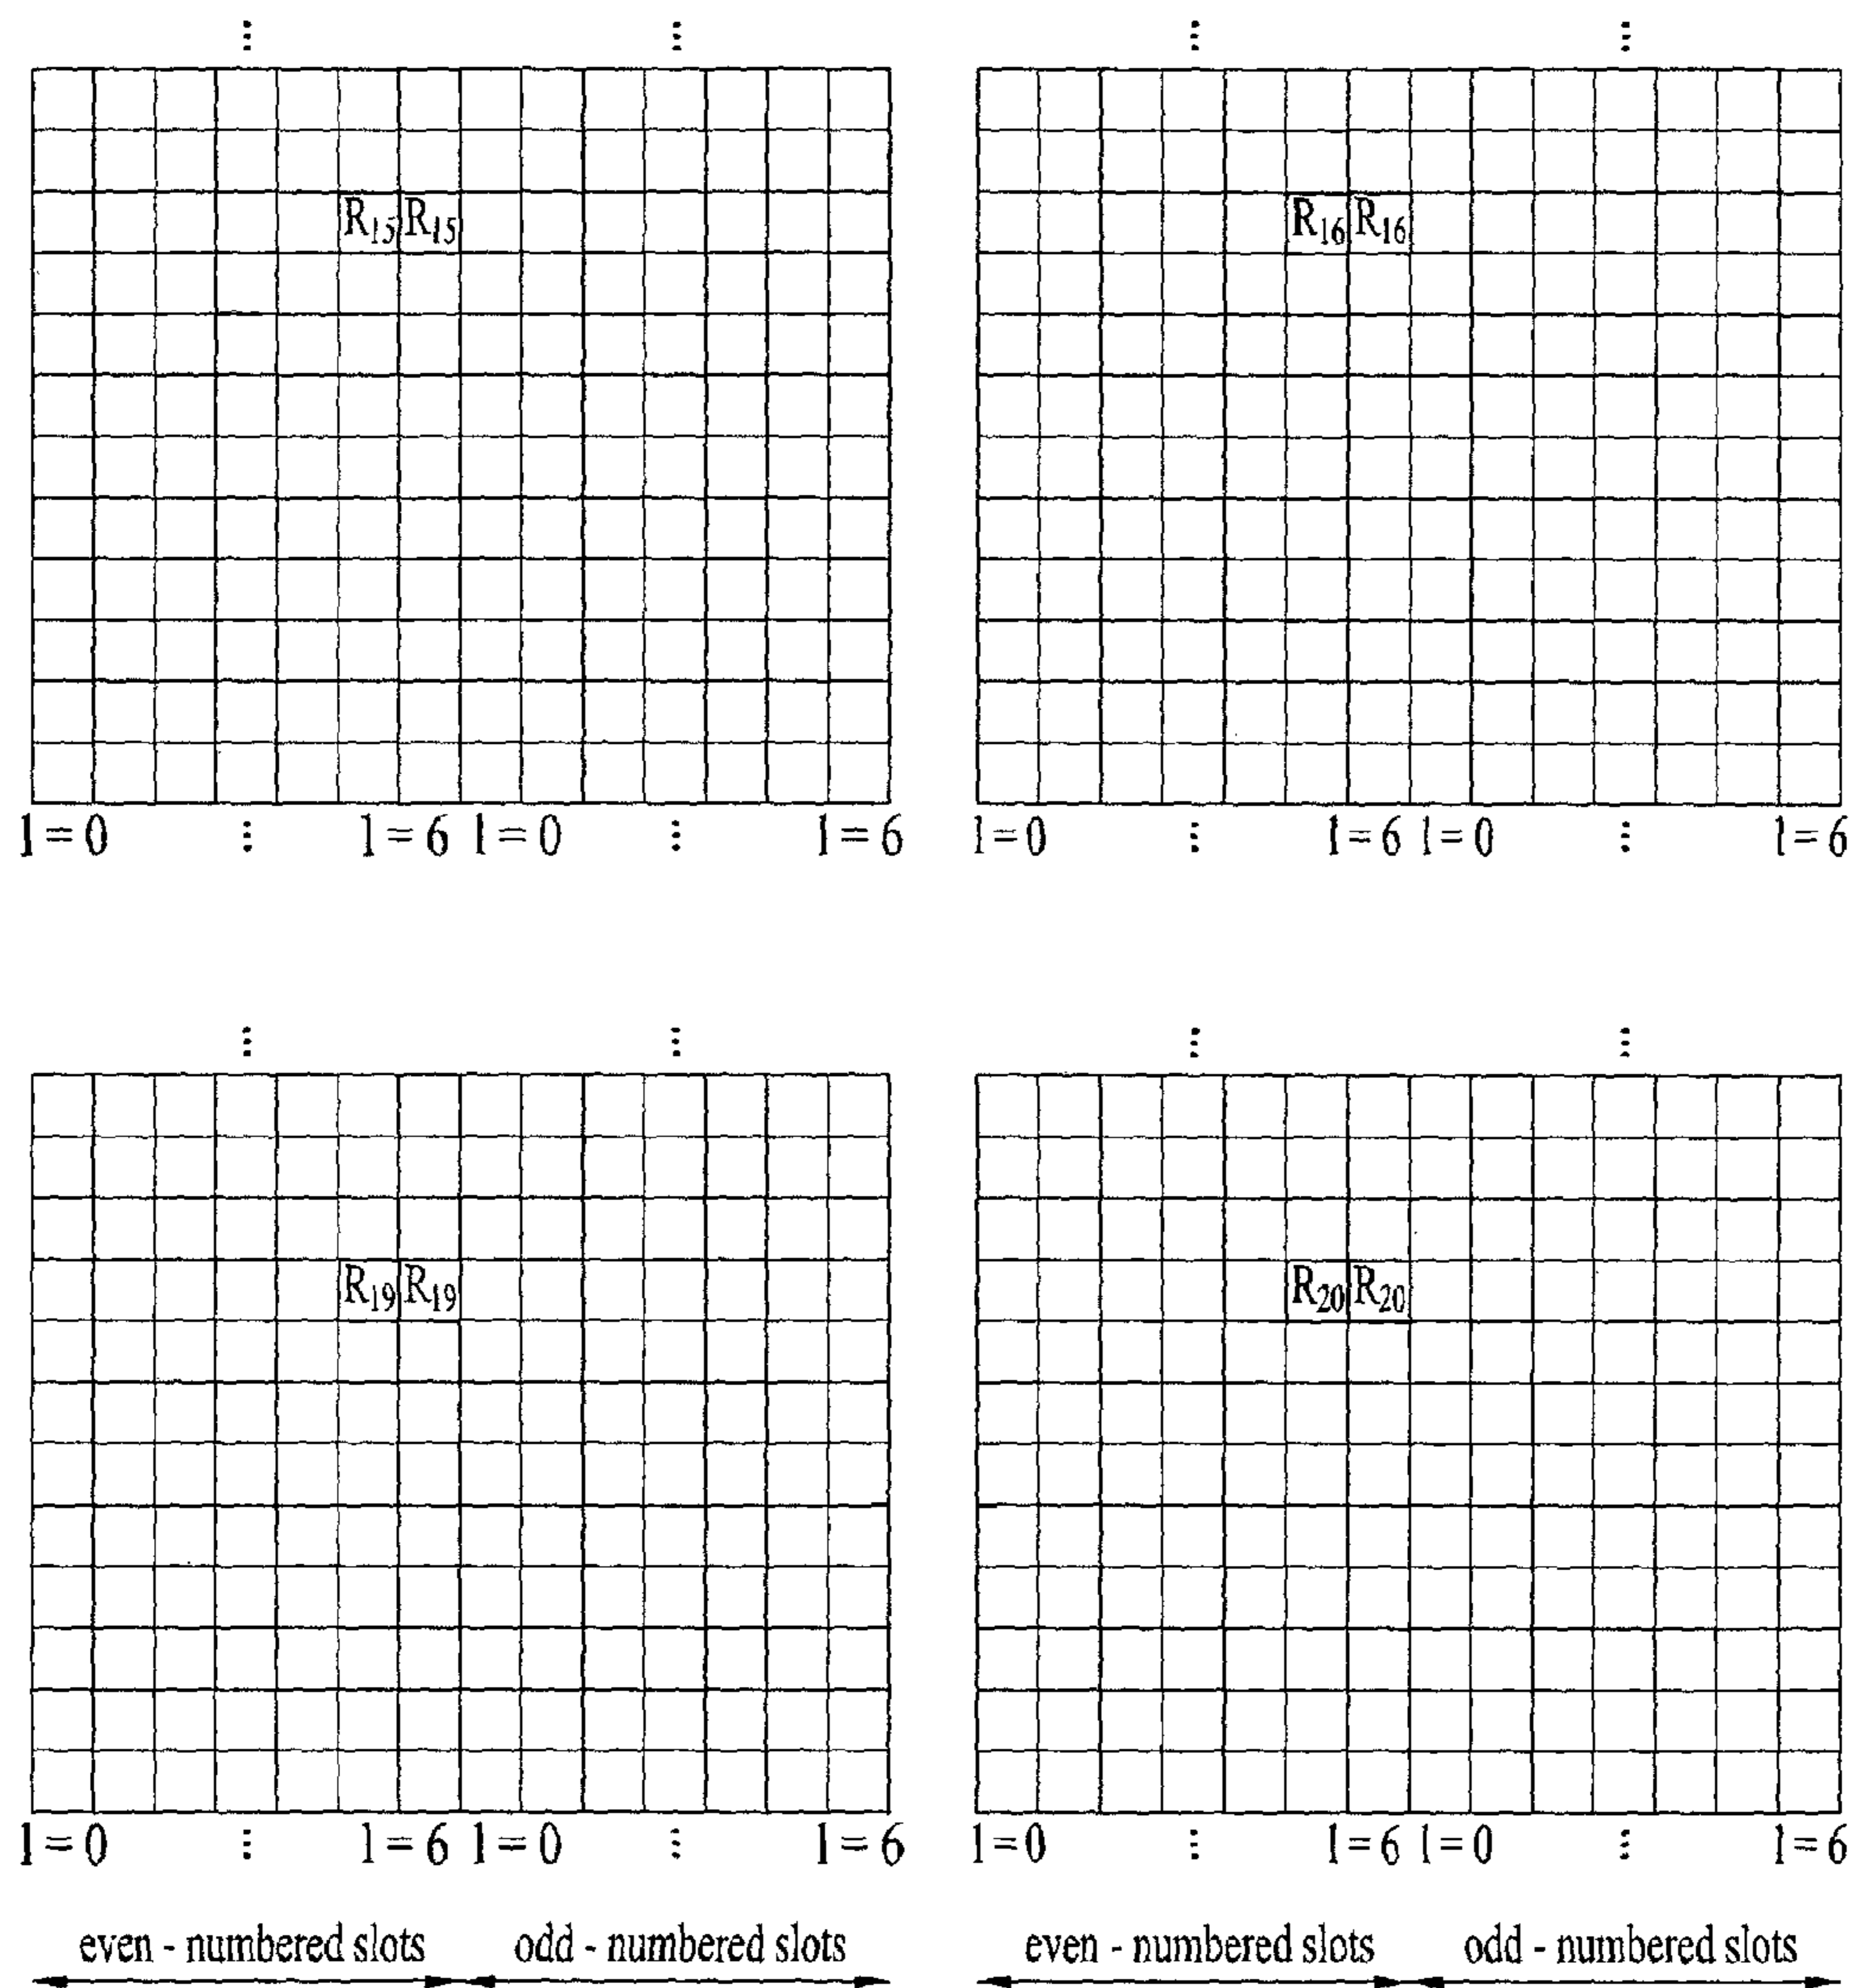 ⋮ ⋮ ⋮ ⋮
R15 R15 R16 R16
l=0 ⋮ l=6 l=0 ⋮ l=6 l=0 ⋮ l=6 l=0 ⋮ l=6
⋮ ⋮ ⋮ ⋮
R19 R19 R20 R20
l=0 ⋮ l=6 l=0 ⋮ l=6 l=0 ⋮ l=6 l=0 ⋮ l=6
even - numbered slots odd - numbered slots even - numbered slots odd - numbered slots